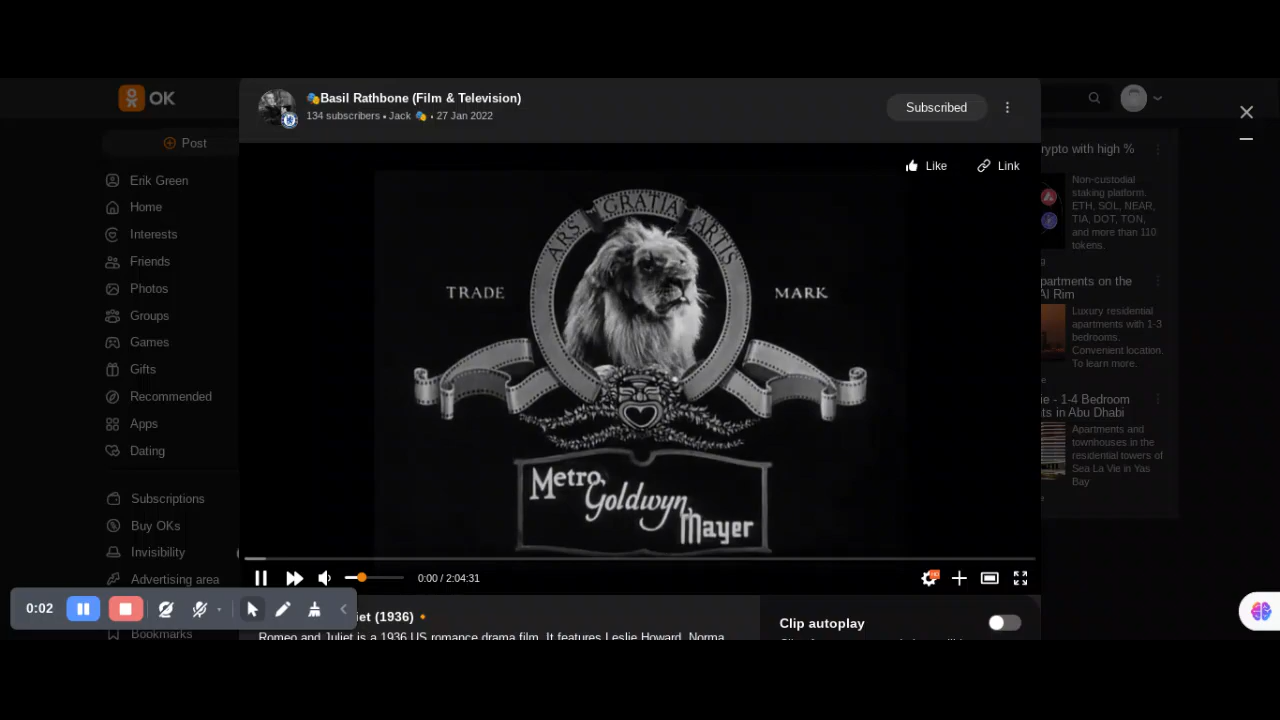 OK
🎭Basil Rathbone (Film & Television)
134 subscribers • Jack 🎭 • 27 Jan 2022
Subscribed
Post
Erik Green
Home
Interests
Friends
Photos
Groups
Games
Gifts
Recommended
Apps
Dating
Subscriptions
Buy OKs
Invisibility
Advertising area
Bookmarks
Like
Link
ARS GRATIA ARTIS
TRADE MARK
Metro
Goldwyn
Mayer
0:00 / 2:04:31
HD
0:02
iet (1936) 🔸
Romeo and Juliet is a 1936 US romance drama film. It features Leslie Howard, Norma
Clip autoplay
rypto with high %
Non-custodial
staking platform.
ETH, SOL, NEAR,
TIA, DOT, TON,
and more than 110
tokens.
partments on the
Al Rim
Luxury residential
apartments with 1-3
bedrooms.
Convenient location.
To learn more.
ie - 1-4 Bedroom
ts in Abu Dhabi
Apartments and
townhouses in the
residential towers of
Sea La Vie in Yas
Bay